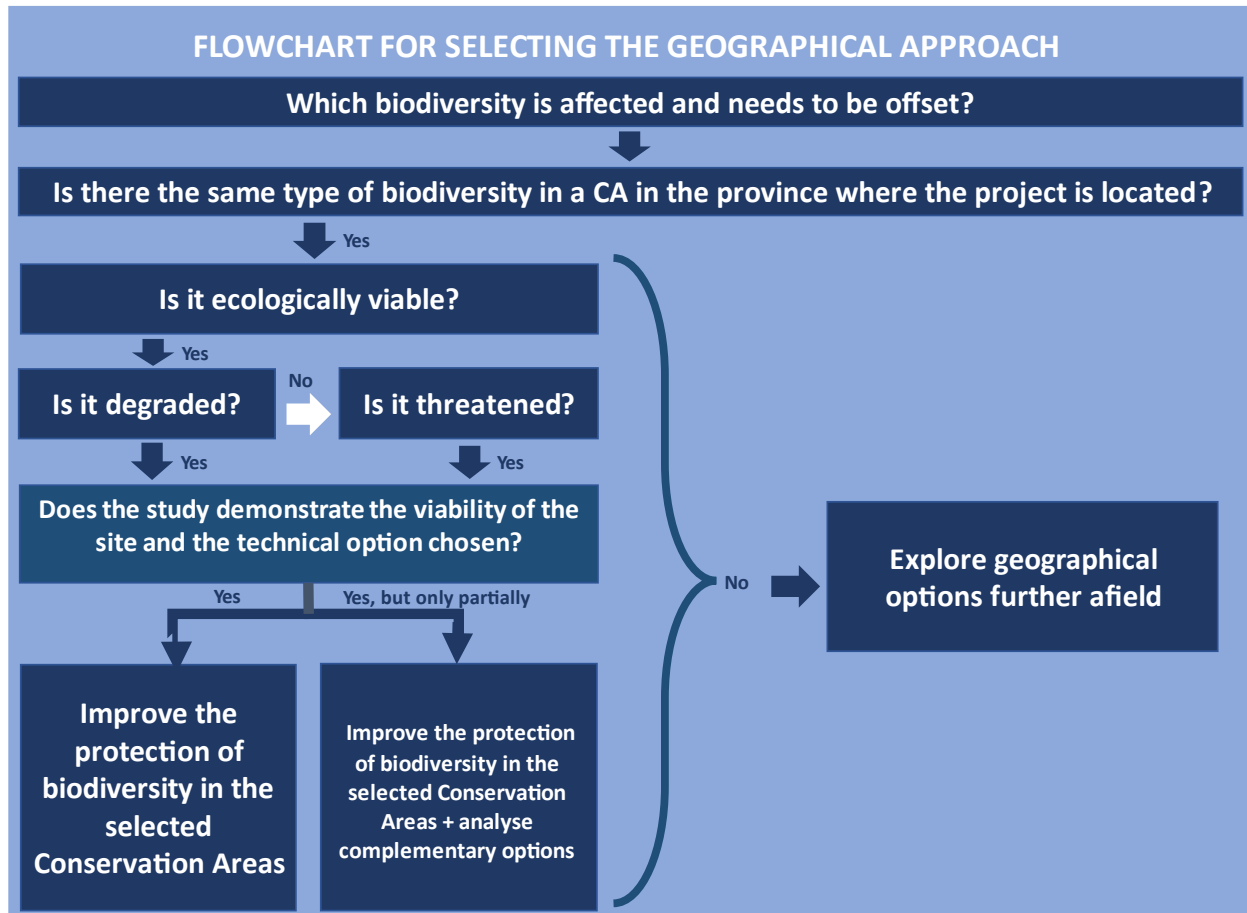 FLOWCHART FOR SELECTING THE GEOGRAPHICAL APPROACH
Which biodiversity is affected and needs to be offset?
Is there the same type of biodiversity in a CA in the province where the project is located?
Yes
Is it ecologically viable?
Yes
Is it degraded?
No
Is it threatened?
Yes
Yes
Does the study demonstrate the viability of the
site and the technical option chosen?
Yes
Yes, but only partially
Improve the
protection of
biodiversity in the
selected
Conservation Areas
Improve the protection
of biodiversity in the
selected Conservation
Areas + analyse
complementary options
No
Explore geographical
options further afield